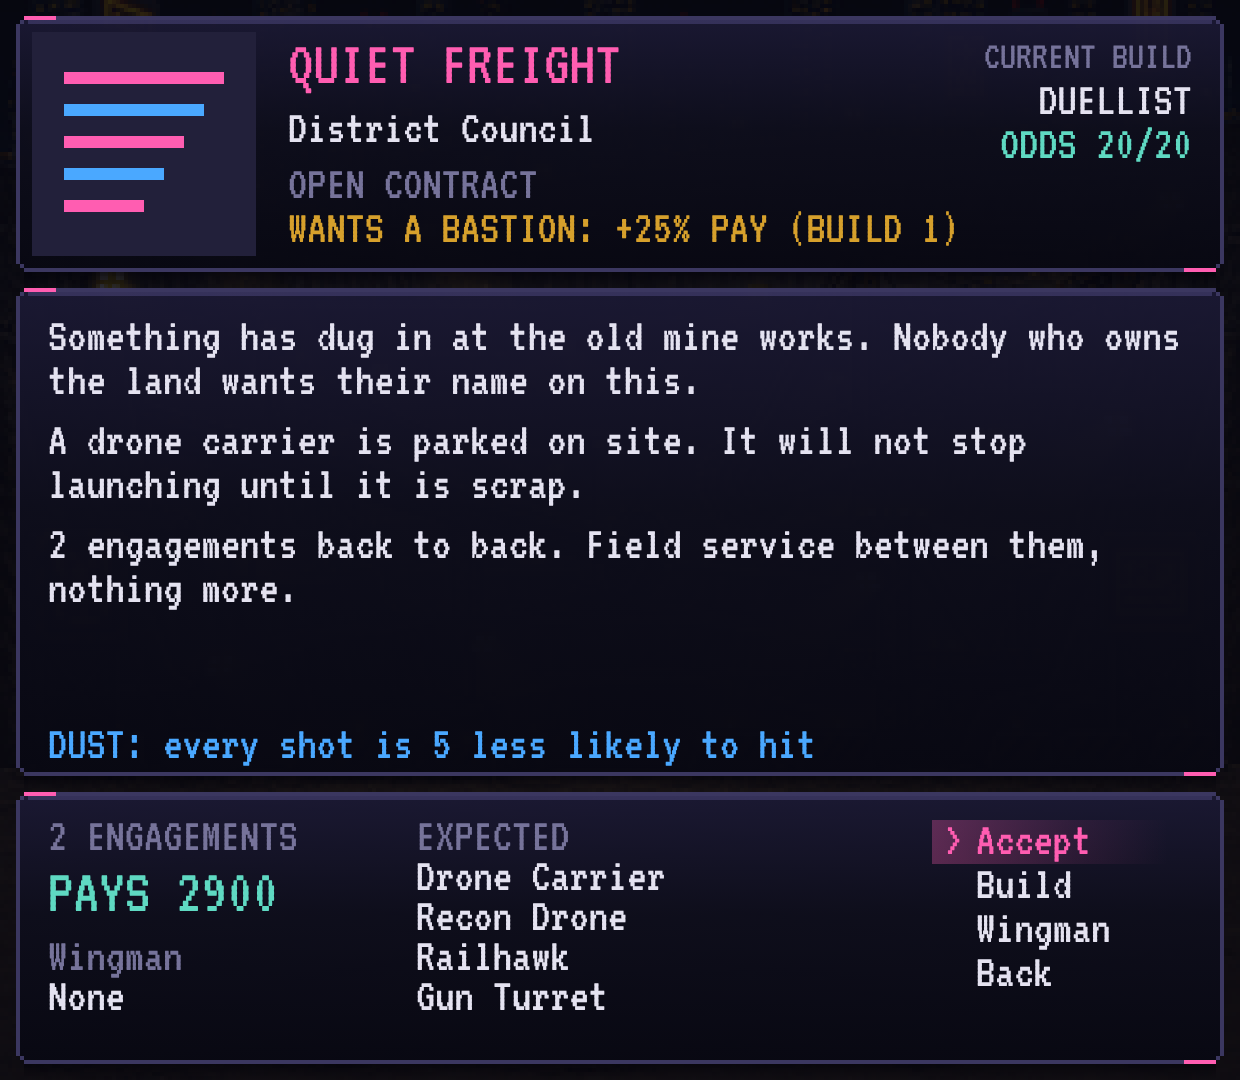 QUIET FREIGHT
District Council
OPEN CONTRACT
WANTS A BASTION: +25% PAY (BUILD 1)
CURRENT BUILD
DUELLIST
ODDS 20/20
Something has dug in at the old mine works. Nobody who owns
the land wants their name on this.
A drone carrier is parked on site. It will not stop
launching until it is scrap.
2 engagements back to back. Field service between them,
nothing more.
DUST: every shot is 5 less likely to hit
2 ENGAGEMENTS
PAYS 2900
Wingman
None
EXPECTED
Drone Carrier
Recon Drone
Railhawk
Gun Turret
> Accept
Build
Wingman
Back